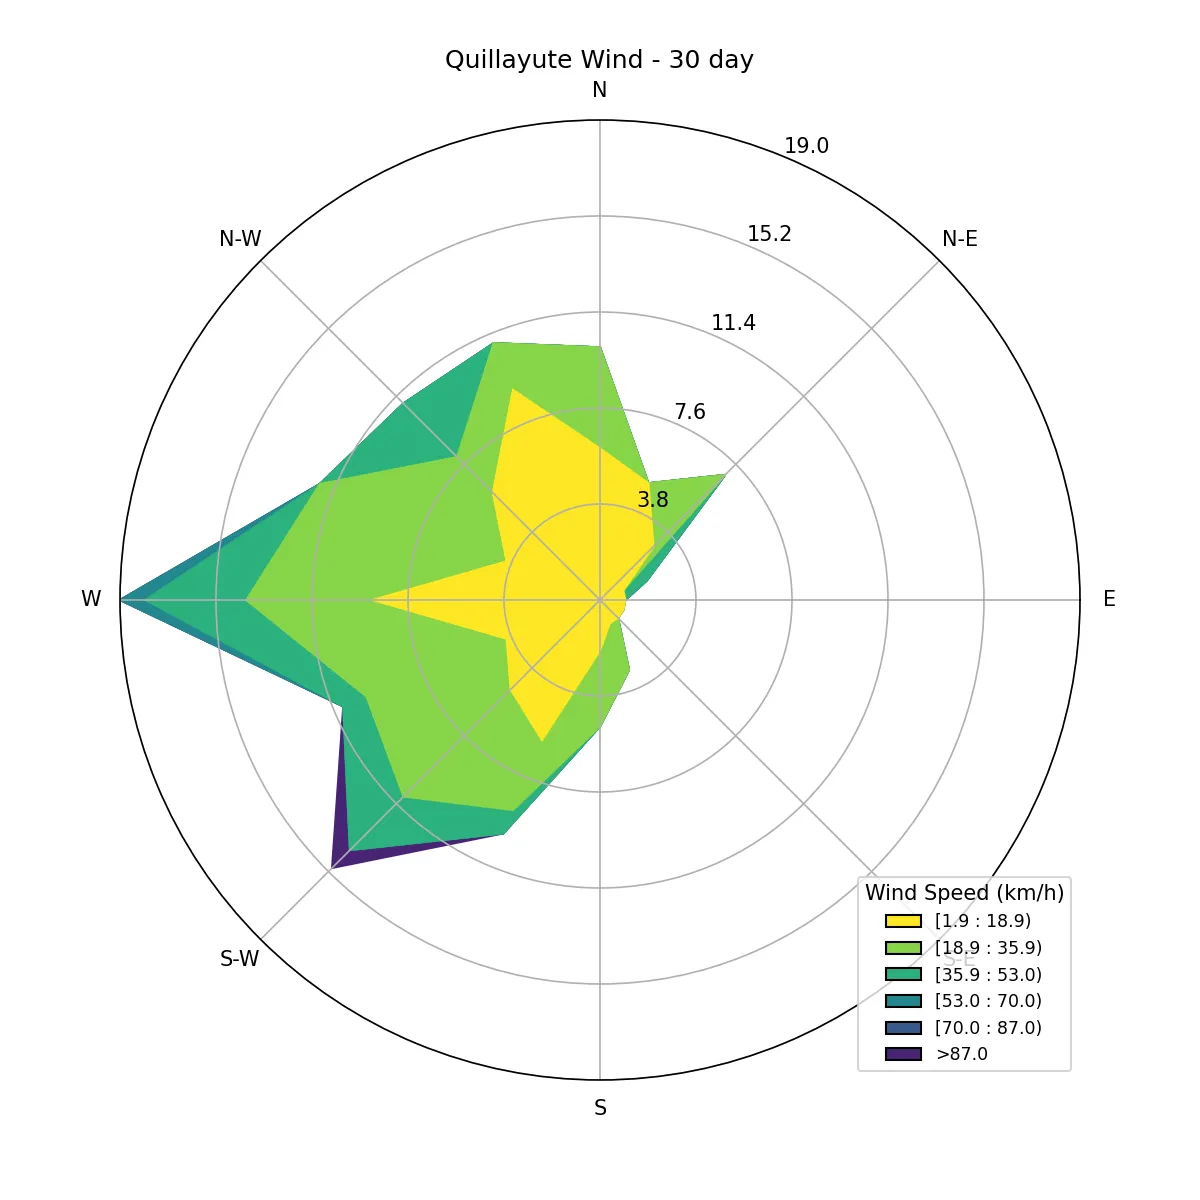 Quillayute Wind - 30 day
N
19.0
15.2
N-W
N-E
11.4
7.6
3.8
W
E
S-W
S-E
S
Wind Speed (km/h)
[1.9 : 18.9)
[18.9 : 35.9)
[35.9 : 53.0)
[53.0 : 70.0)
[70.0 : 87.0)
>87.0